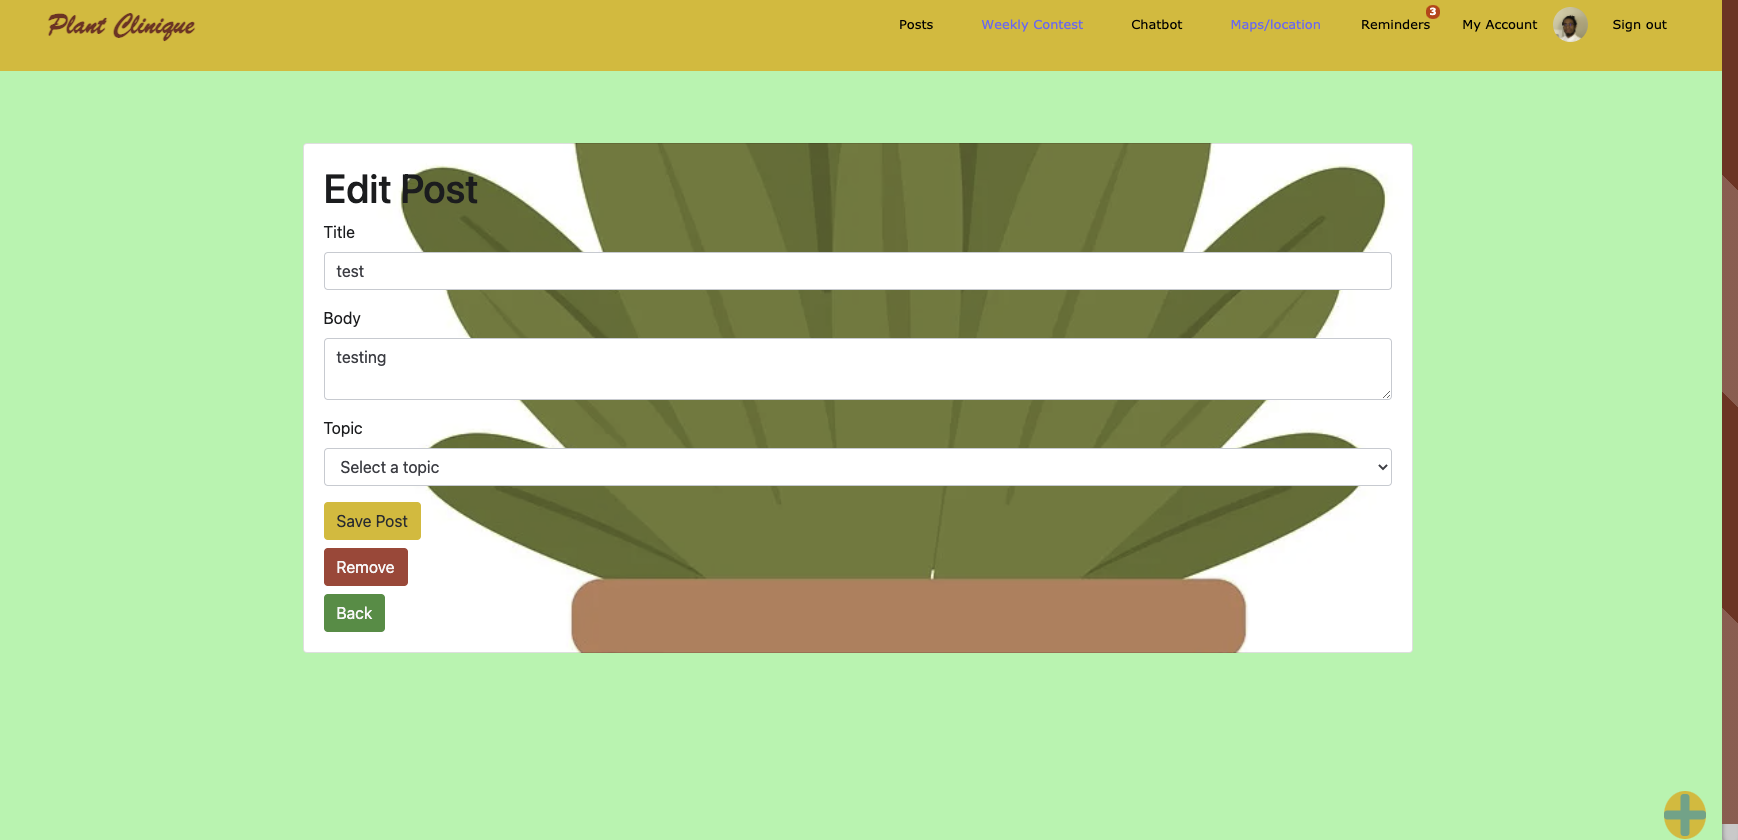 Plant Clinique
Posts Weekly Contest Chatbot Maps/location Reminders 3 My Account Sign out
Edit Post
Title
test
Body
testing
Topic
Select a topic
Save Post
Remove
Back